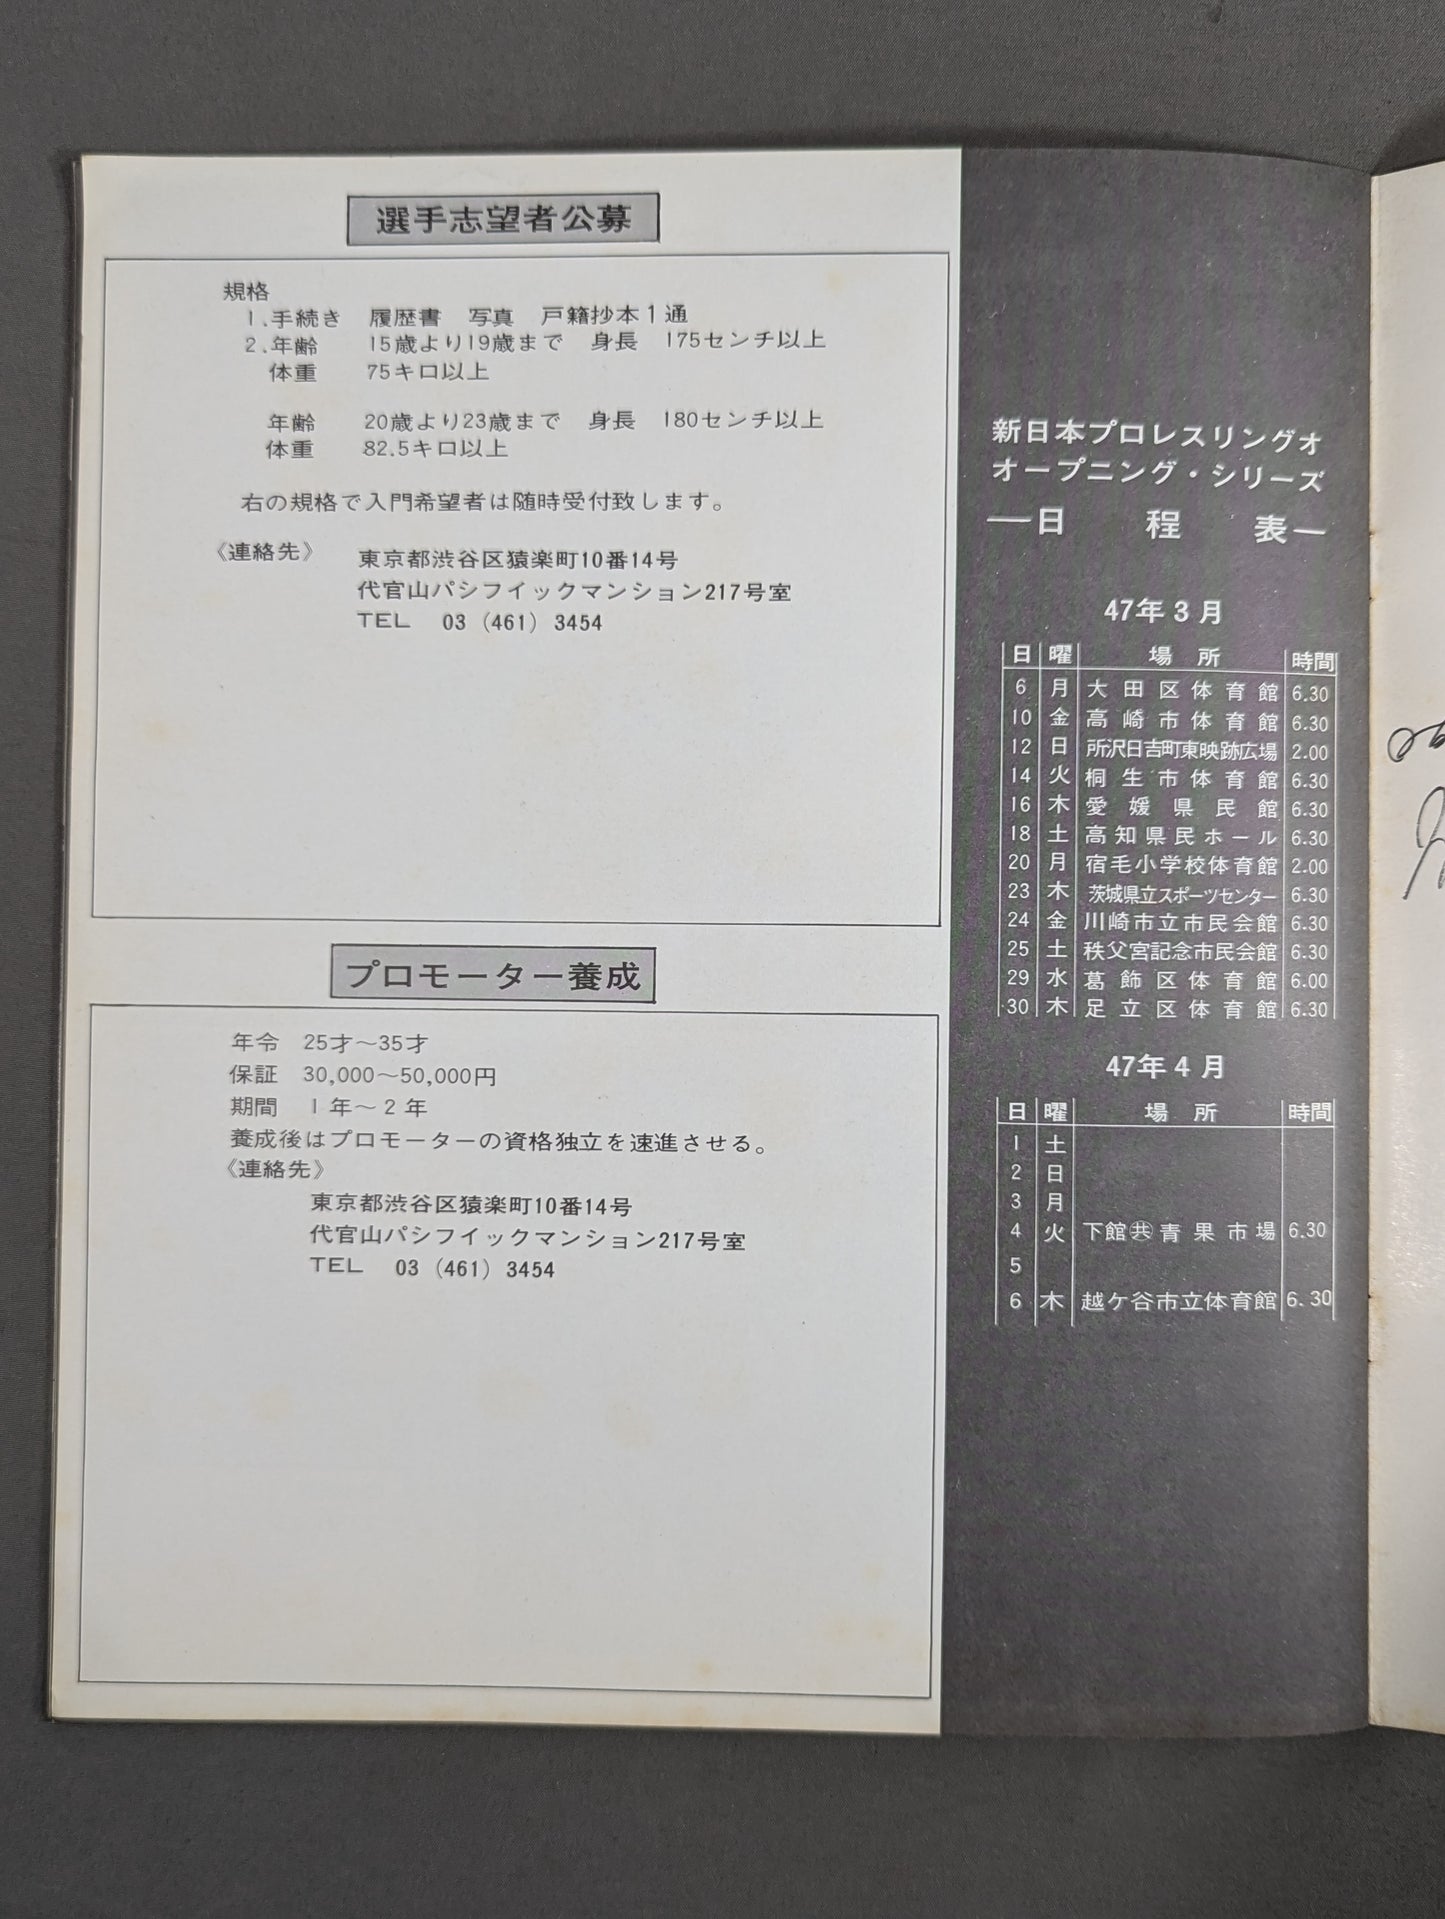 選手志望者公募
規格
1.手続き 履歴書 写真 戸籍抄本1通
2.年齢 15歳より19歳まで 身長 175センチ以上
体重 75キロ以上
年齢 20歳より23歳まで 身長 180センチ以上
体重 82.5キロ以上
右の規格で入門希望者は随時受付致します。
《連絡先》 東京都渋谷区猿楽町10番14号
代官山パシフイックマンション217号室
TEL 03 (461) 3454
プロモーター養成
年令 25才〜35才
保証 30,000〜50,000円
期間 1年〜2年
養成後はプロモーターの資格独立を速進させる。
《連絡先》
東京都渋谷区猿楽町10番14号
代官山パシフイックマンション217号室
TEL 03 (461) 3454
新日本プロレスリングオ
オープニング・シリーズ
—日程表—
47年3月
日 曜 場所 時間
6 月 大田区体育館 6.30
10 金 高崎市体育館 6.30
12 日 所沢日吉町東映跡広場 2.00
14 火 桐生市体育館 6.30
16 木 愛媛県民館 6.30
18 土 高知県民ホール 6.30
20 月 宿毛小学校体育館 2.00
23 木 茨城県立スポーツセンター 6.30
24 金 川崎市立市民会館 6.30
25 土 秩父宮記念市民会館 6.30
29 水 葛飾区体育館 6.00
30 木 足立区体育館 6.30
47年4月
日 曜 場所 時間
1 土
2 日
3 月
4 火 下館㊓青果市場 6.30
5
6 木 越ケ谷市立体育館 6.30